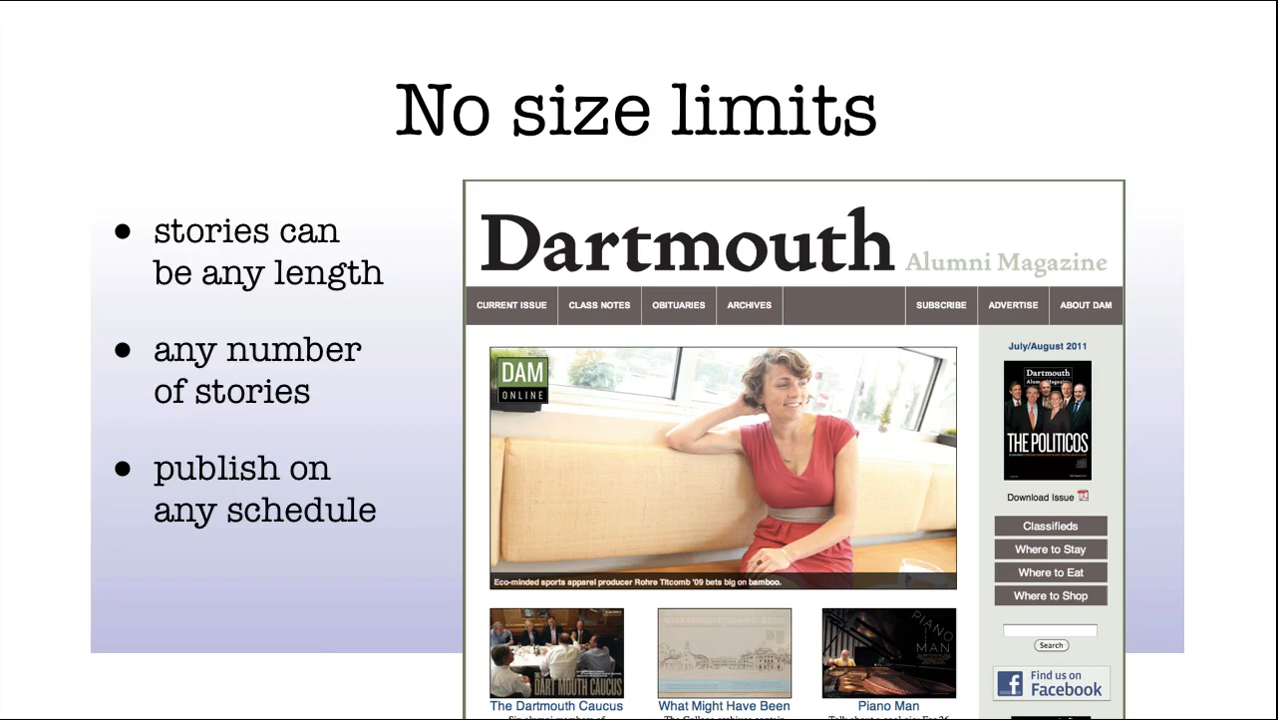 No size limits
• stories can
be any length
• any number
of stories
• publish on
any schedule
Dartmouth Alumni Magazine
CURRENT ISSUE
CLASS NOTES
OBITUARIES
ARCHIVES
SUBSCRIBE
ADVERTISE
ABOUT DAM
DAM
ONLINE
Eco-minded sports apparel producer Rohre Titcomb '09 bets big on bamboo.
July/August 2011
Dartmouth
Alumni Magazine
THE POLITICOS
Download Issue
Classifieds
Where to Stay
Where to Eat
Where to Shop
Search
Find us on
Facebook
DARTMOUTH CAUCUS
PIANO
MAN
The Dartmouth Caucus
What Might Have Been
Piano Man